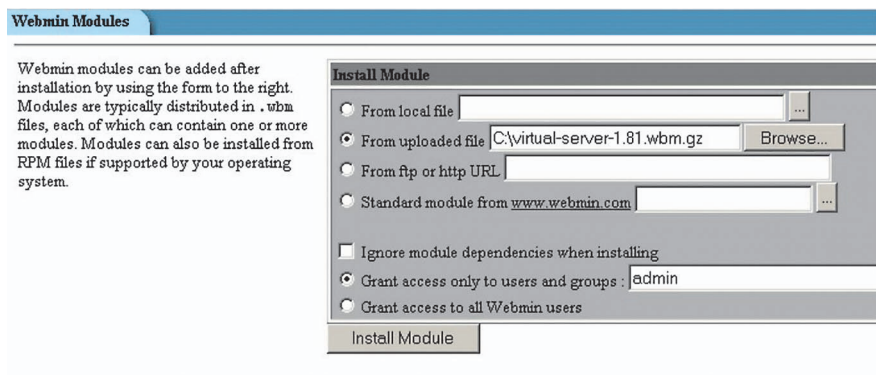 Webmin Modules
Webmin modules can be added after
installation by using the form to the right.
Modules are typically distributed in .wbm
files, each of which can contain one or more
modules. Modules can also be installed from
RPM files if supported by your operating
system.
Install Module
From local file ...
From uploaded file C:\virtual-server-1.81.wbm.gz Browse...
From ftp or http URL
Standard module from www.webmin.com ...
Ignore module dependencies when installing
Grant access only to users and groups : admin
Grant access to all Webmin users
Install Module